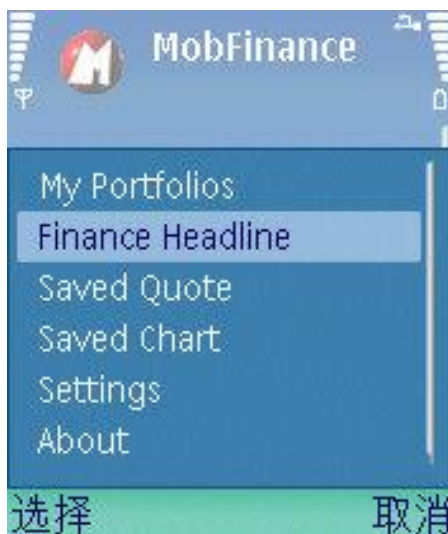 MobFinance
My Portfolios
Finance Headline
Saved Quote
Saved Chart
Settings
About
选择 取消